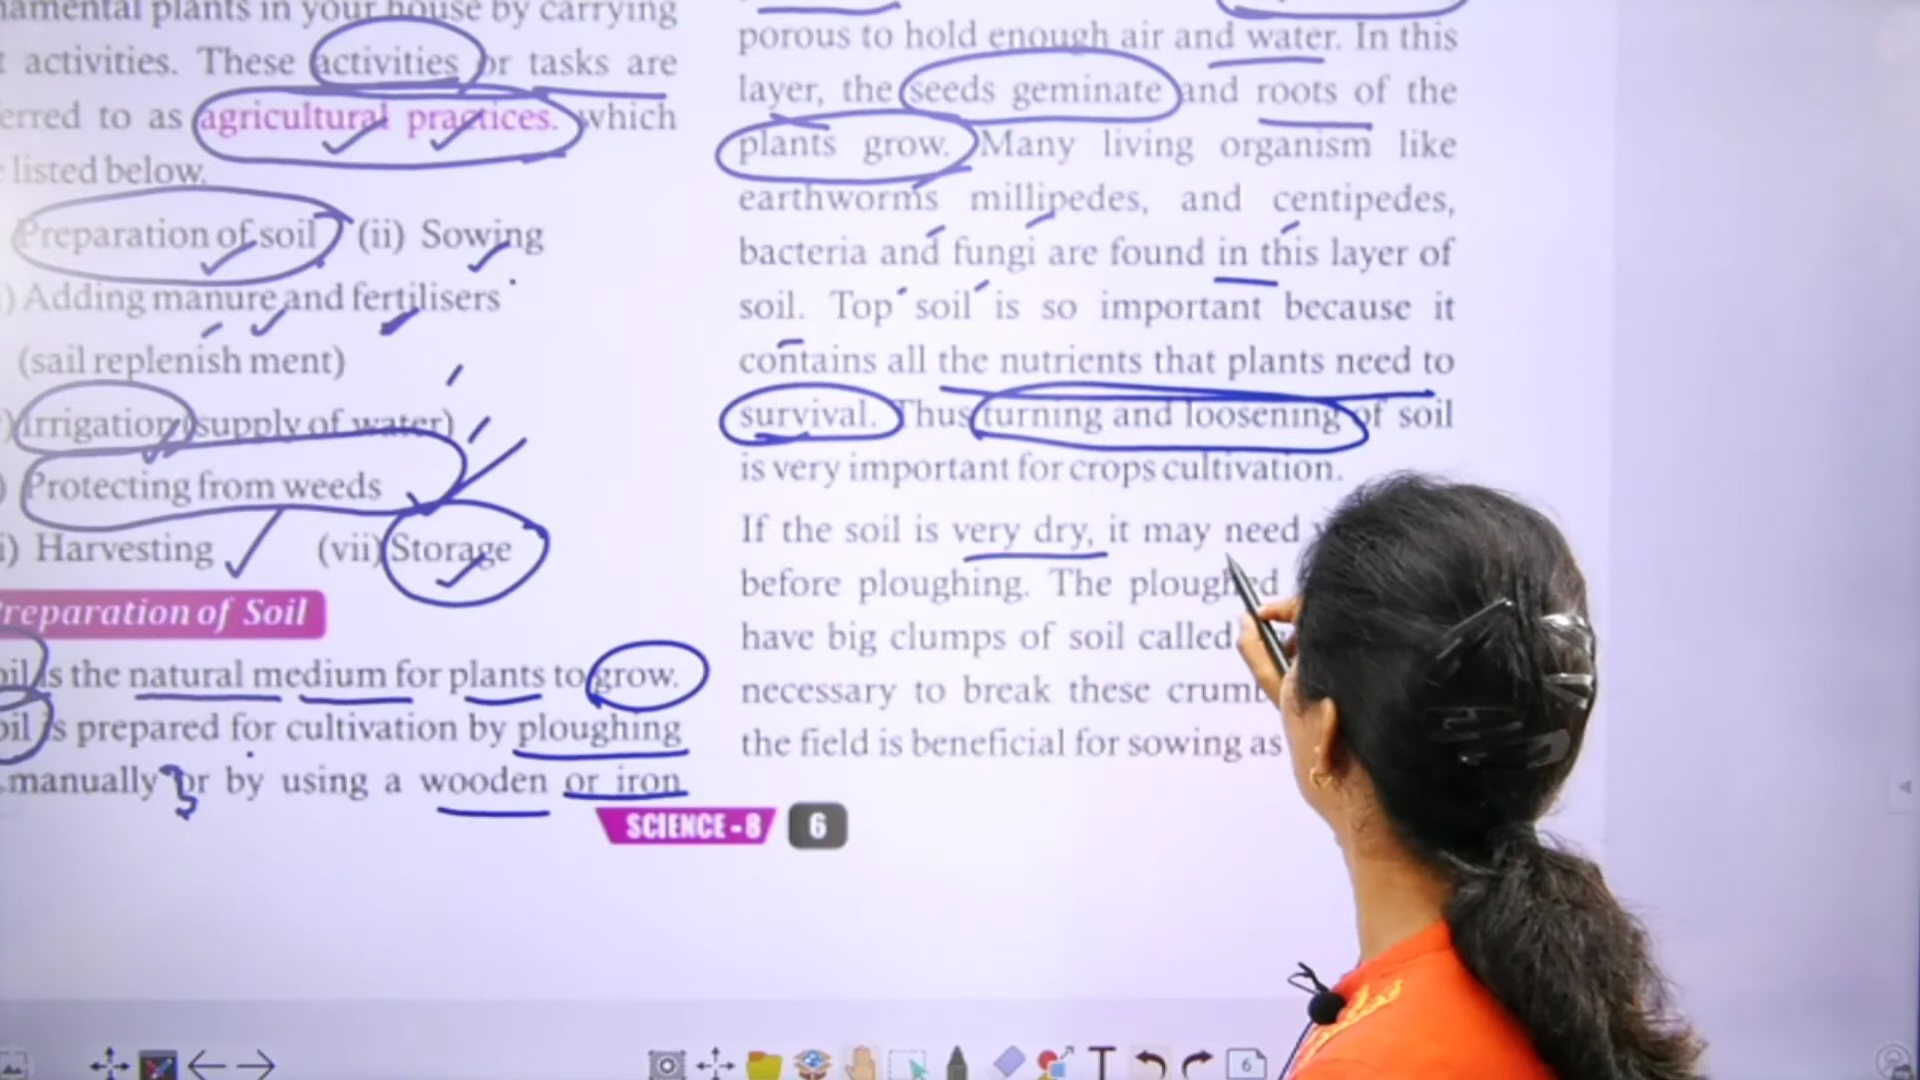 plants in your house by carrying
activities. These activities or tasks are
to as agricultural practices. which
listed below.
Preparation of soil (ii) Sowing
Adding manure and fertilisers
(sail replenish ment)
Irrigation (supply of water)
Protecting from weeds
Harvesting (vii) Storage
Preparation of Soil
is the natural medium for plants to grow.
is prepared for cultivation by ploughing
manually or by using a wooden or iron
porous to hold enough air and water. In this
layer, the seeds geminate and roots of the
plants grow. Many living organism like
earthworms millipedes, and centipedes,
bacteria and fungi are found in this layer of
soil. Top soil is so important because it
contains all the nutrients that plants need to
survival. Thus turning and loosening of soil
is very important for crops cultivation.
If the soil is very dry, it may need
before ploughing. The ploughed
have big clumps of soil called
necessary to break these
the field is beneficial for sowing as
SCIENCE - 8 6
T 6